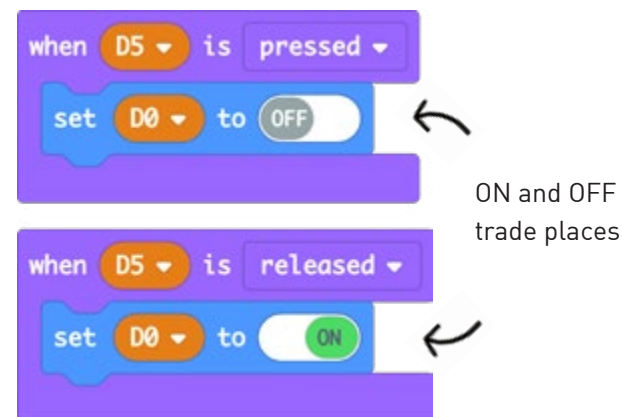 when D5 is pressed
set D0 to OFF
ON and OFF
trade places
when D5 is released
set D0 to ON